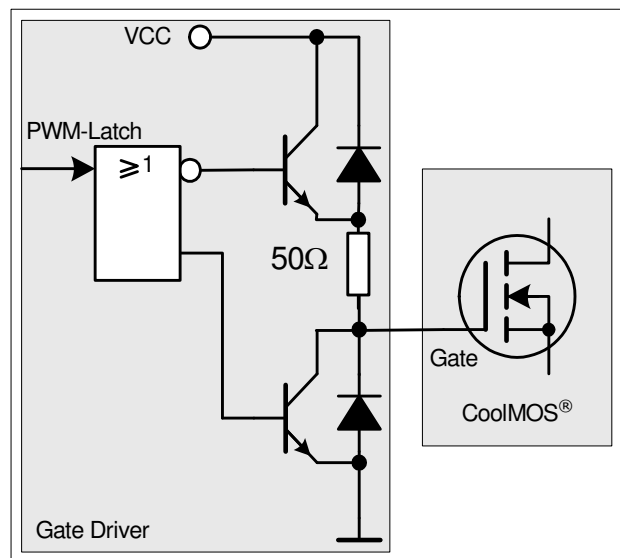 VCC
PWM-Latch
≥1
50Ω
Gate
CoolMOS®
Gate Driver